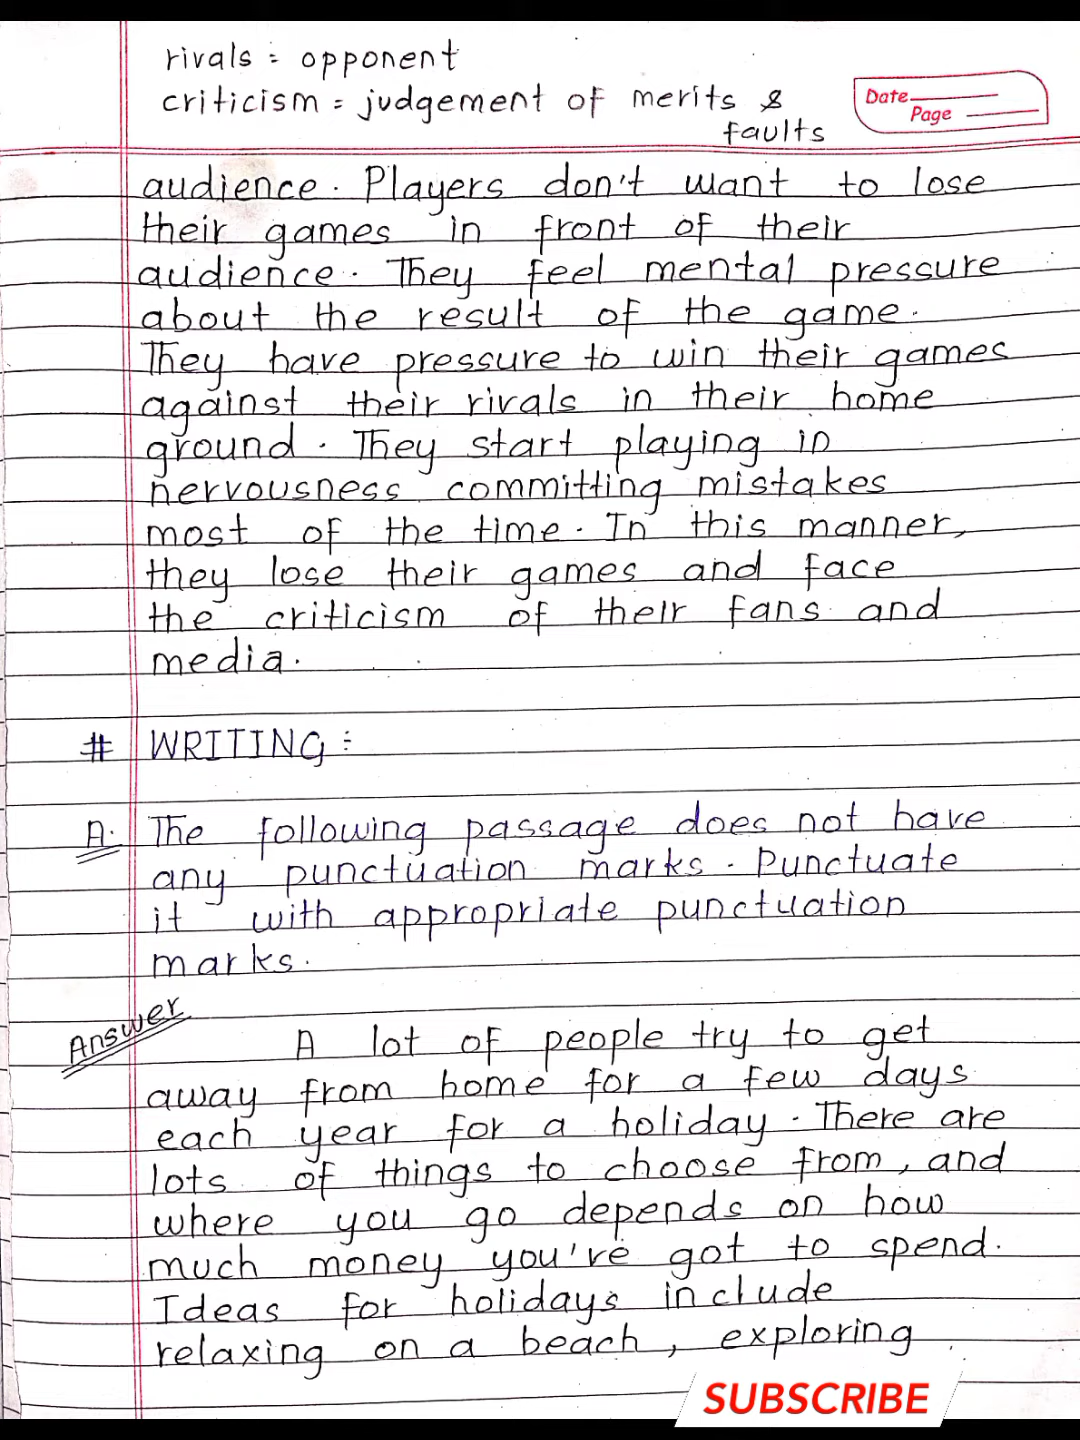 rivals = opponent
criticism = judgement of merits &
faults
Date
Page
audience. Players don't want to lose
their games in front of their
audience. They feel mental pressure
about the result of the game.
They have pressure to win their games
against their rivals in their home
ground. They start playing in
nervousness committing mistakes
most of the time. In this manner,
they lose their games and face
the criticism of their fans and
media.
# WRITING :
A. The following passage does not have
any punctuation marks. Punctuate
it with appropriate punctuation
marks.
Answer
A lot of people try to get
away from home for a few days
each year for a holiday. There are
lots of things to choose from, and
where you go depends on how
much money you've got to spend.
Ideas for holidays include
relaxing on a beach, exploring
SUBSCRIBE